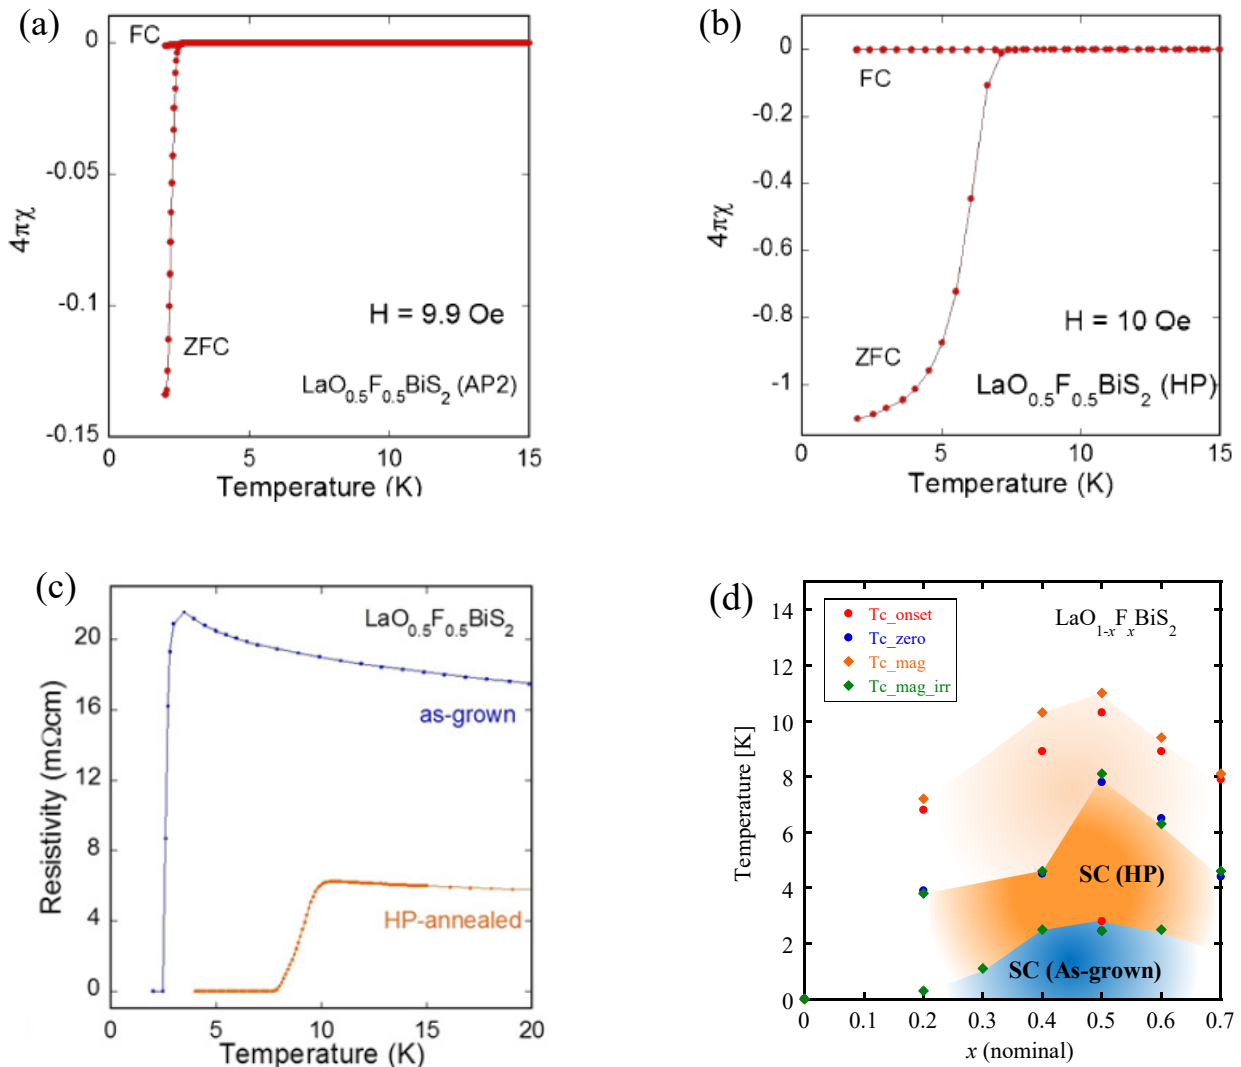 (a)
FC
0
-0.05
-0.1
-0.15
4πχ
ZFC
H = 9.9 Oe
LaO0.5F0.5BiS2 (AP2)
0 5 10 15
Temperature (K)
(b)
0
-0.2
-0.4
-0.6
-0.8
-1
4πχ
FC
ZFC
H = 10 Oe
LaO0.5F0.5BiS2 (HP)
0 5 10 15
Temperature (K)
(c)
LaO0.5F0.5BiS2
20
16
12
8
4
0
Resistivity (mΩcm)
as-grown
HP-annealed
0 5 10 15 20
Temperature (K)
(d)
14
12
10
8
6
4
2
0
Temperature [K]
Tc_onset
Tc_zero
Tc_mag
Tc_mag_irr
LaO1-xFxBiS2
SC (HP)
SC (As-grown)
0 0.1 0.2 0.3 0.4 0.5 0.6 0.7
x (nominal)